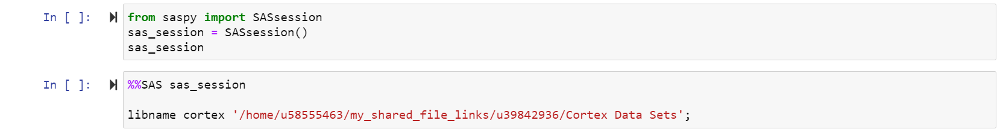 In [ ]:
from saspy import SASsession
sas_session = SASsession()
sas_session
In [ ]:
%%SAS sas_session
libname cortex '/home/u58555463/my_shared_file_links/u39842936/Cortex Data Sets';